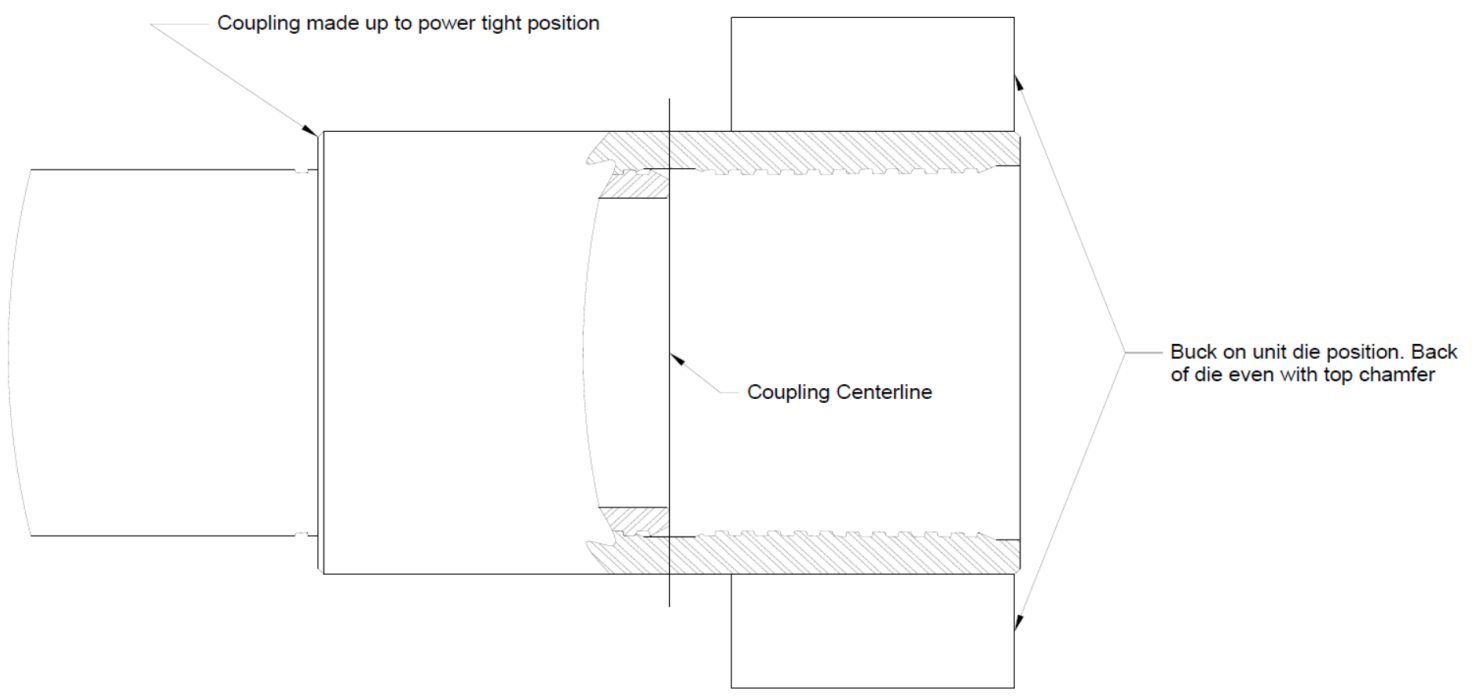 Coupling made up to power tight position
Buck on unit die position. Back
of die even with top chamfer
Coupling Centerline